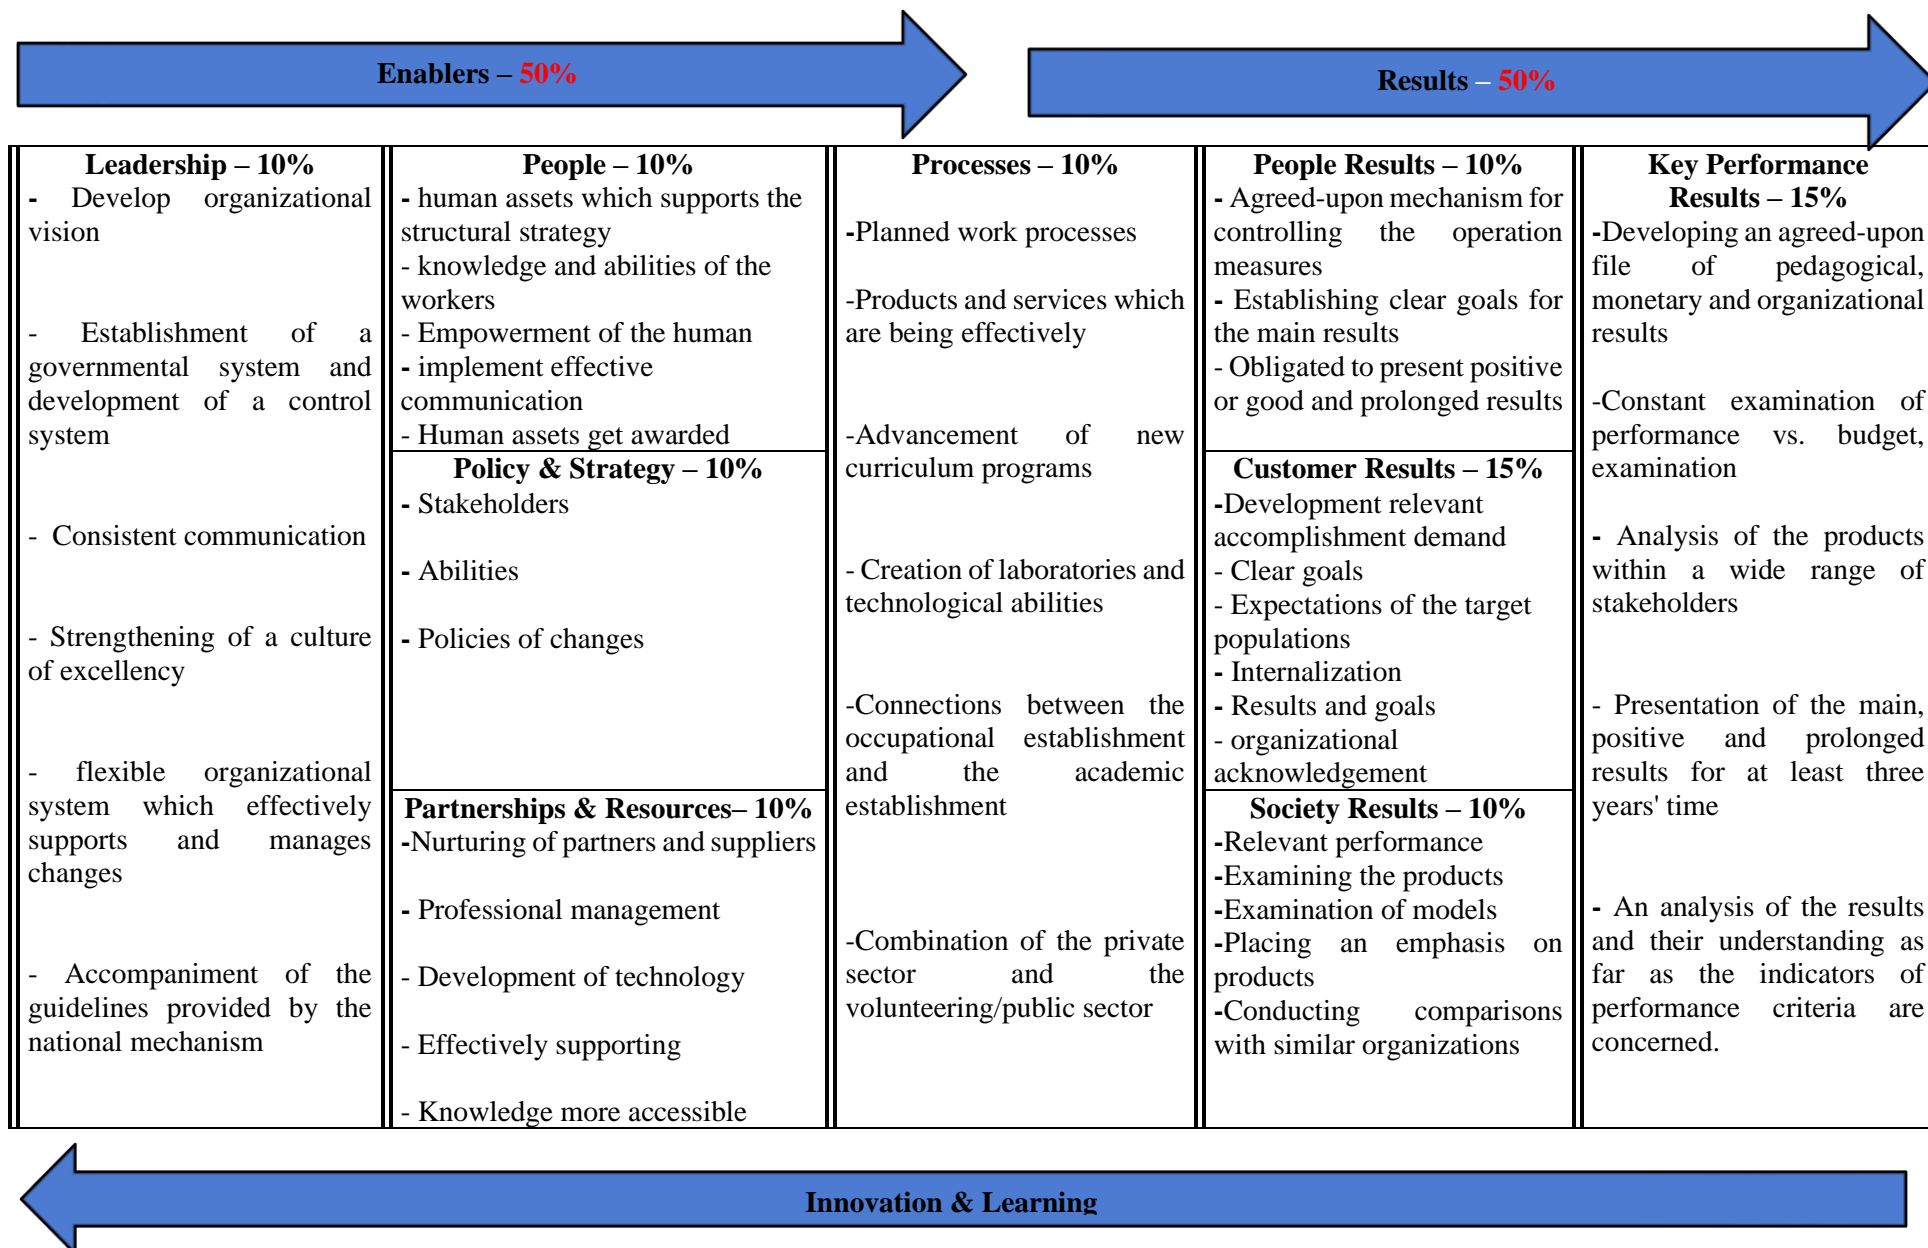 Enablers – 50%
Results – 50%
Leadership – 10%
- Develop organizational
vision
- Establishment of a
governmental system and
development of a control
system
- Consistent communication
- Strengthening of a culture
of excellency
- flexible organizational
system which effectively
supports and manages
changes
- Accompaniment of the
guidelines provided by the
national mechanism
People – 10%
- human assets which supports the
structural strategy
- knowledge and abilities of the
workers
- Empowerment of the human
- implement effective
communication
- Human assets get awarded
Policy & Strategy – 10%
- Stakeholders
- Abilities
- Policies of changes
Partnerships & Resources– 10%
-Nurturing of partners and suppliers
- Professional management
- Development of technology
- Effectively supporting
- Knowledge more accessible
Processes – 10%
-Planned work processes
-Products and services which
are being effectively
-Advancement of new
curriculum programs
- Creation of laboratories and
technological abilities
-Connections between the
occupational establishment
and the academic
establishment
-Combination of the private
sector and the
volunteering/public sector
People Results – 10%
- Agreed-upon mechanism for
controlling the operation
measures
- Establishing clear goals for
the main results
- Obligated to present positive
or good and prolonged results
Customer Results – 15%
-Development relevant
accomplishment demand
- Clear goals
- Expectations of the target
populations
- Internalization
- Results and goals
- organizational
acknowledgement
Society Results – 10%
-Relevant performance
-Examining the products
-Examination of models
-Placing an emphasis on
products
-Conducting comparisons
with similar organizations
Key Performance
Results – 15%
-Developing an agreed-upon
file of pedagogical,
monetary and organizational
results
-Constant examination of
performance vs. budget,
examination
- Analysis of the products
within a wide range of
stakeholders
- Presentation of the main,
positive and prolonged
results for at least three
years' time
- An analysis of the results
and their understanding as
far as the indicators of
performance criteria are
concerned.
Innovation & Learning